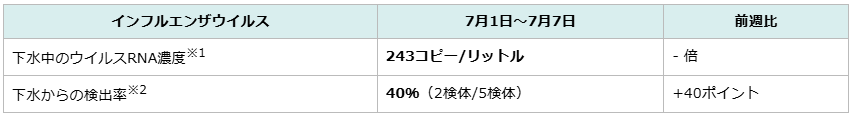 インフルエンザウイルス 7月1日～7月7日 前週比
下水中のウイルスRNA濃度※1 243コピー/リットル - 倍
下水からの検出率※2 40%（2検体/5検体） +40ポイント